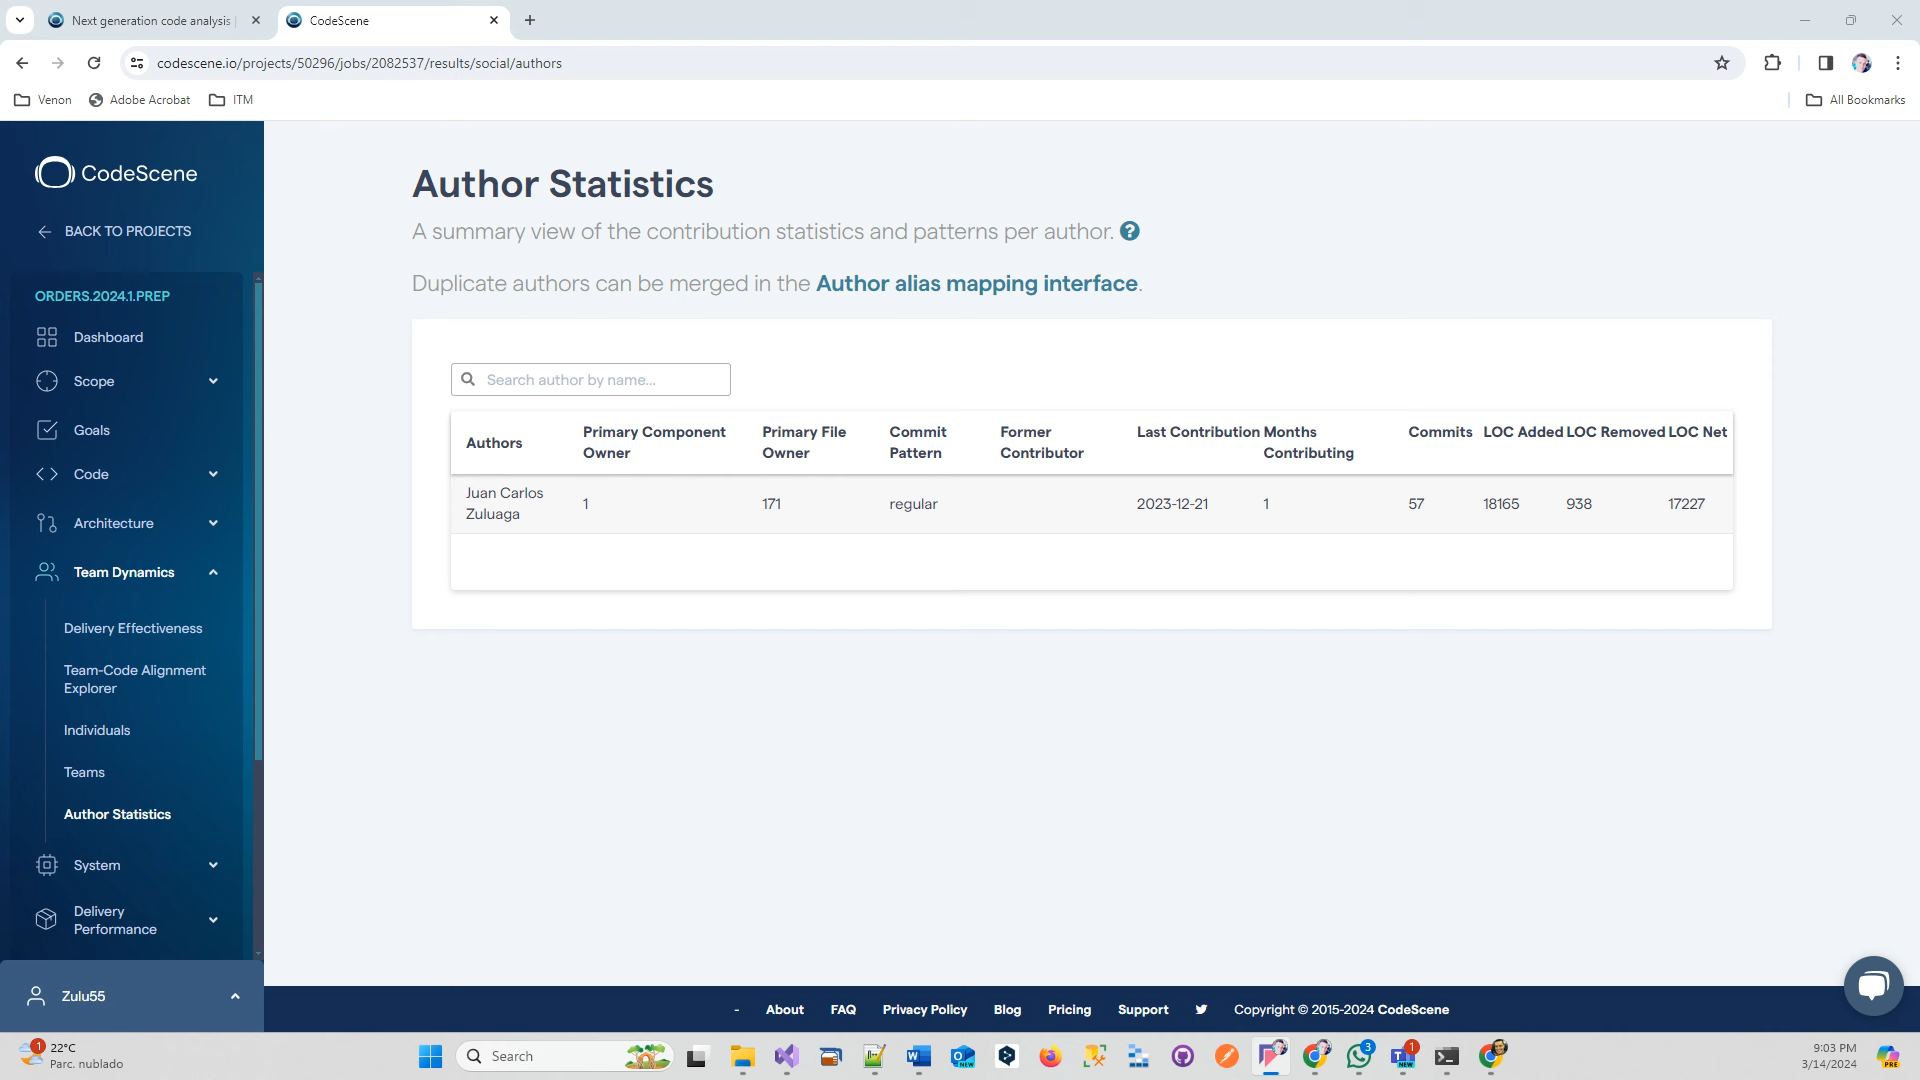 Next generation code analysis
CodeScene
codescene.io/projects/50296/jobs/2082537/results/social/authors
Venon
Adobe Acrobat
ITM
All Bookmarks
CodeScene
BACK TO PROJECTS
ORDERS.2024.1.PREP
Dashboard
Scope
Goals
Code
Architecture
Team Dynamics
Delivery Effectiveness
Team-Code Alignment
Explorer
Individuals
Teams
Author Statistics
System
Delivery
Performance
Zulu55
Author Statistics
A summary view of the contribution statistics and patterns per author. ?
Duplicate authors can be merged in the Author alias mapping interface.
Search author by name...
Authors
Primary Component
Owner
Primary File
Owner
Commit
Pattern
Former
Contributor
Last Contribution
Months
Contributing
Commits
LOC Added
LOC Removed
LOC Net
Juan Carlos
Zuluaga
1
171
regular
2023-12-21
1
57
18165
938
17227
-
About
FAQ
Privacy Policy
Blog
Pricing
Support
Copyright © 2015-2024 CodeScene
1
22°C
Parc. nublado
Search
NEW
NEW
3
1
9:03 PM
3/14/2024
PRE